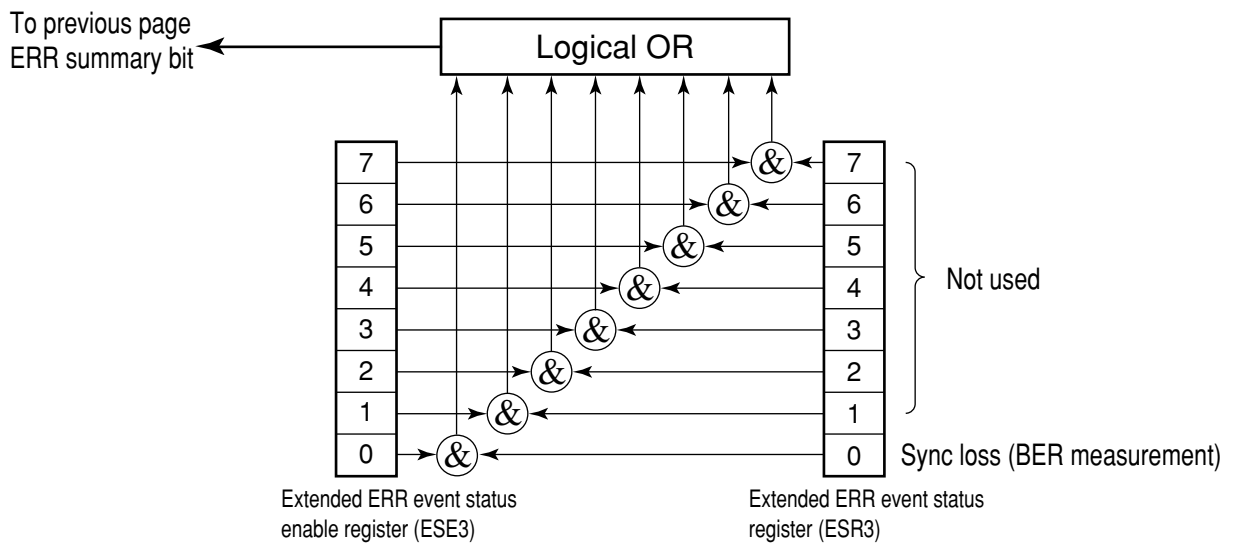 To previous page
ERR summary bit
Logical OR
7 & 7
6 & 6
5 & 5
4 & 4
3 & 3
2 & 2
1 & 1
0 & 0
Not used
Sync loss (BER measurement)
Extended ERR event status
enable register (ESE3)
Extended ERR event status
register (ESR3)